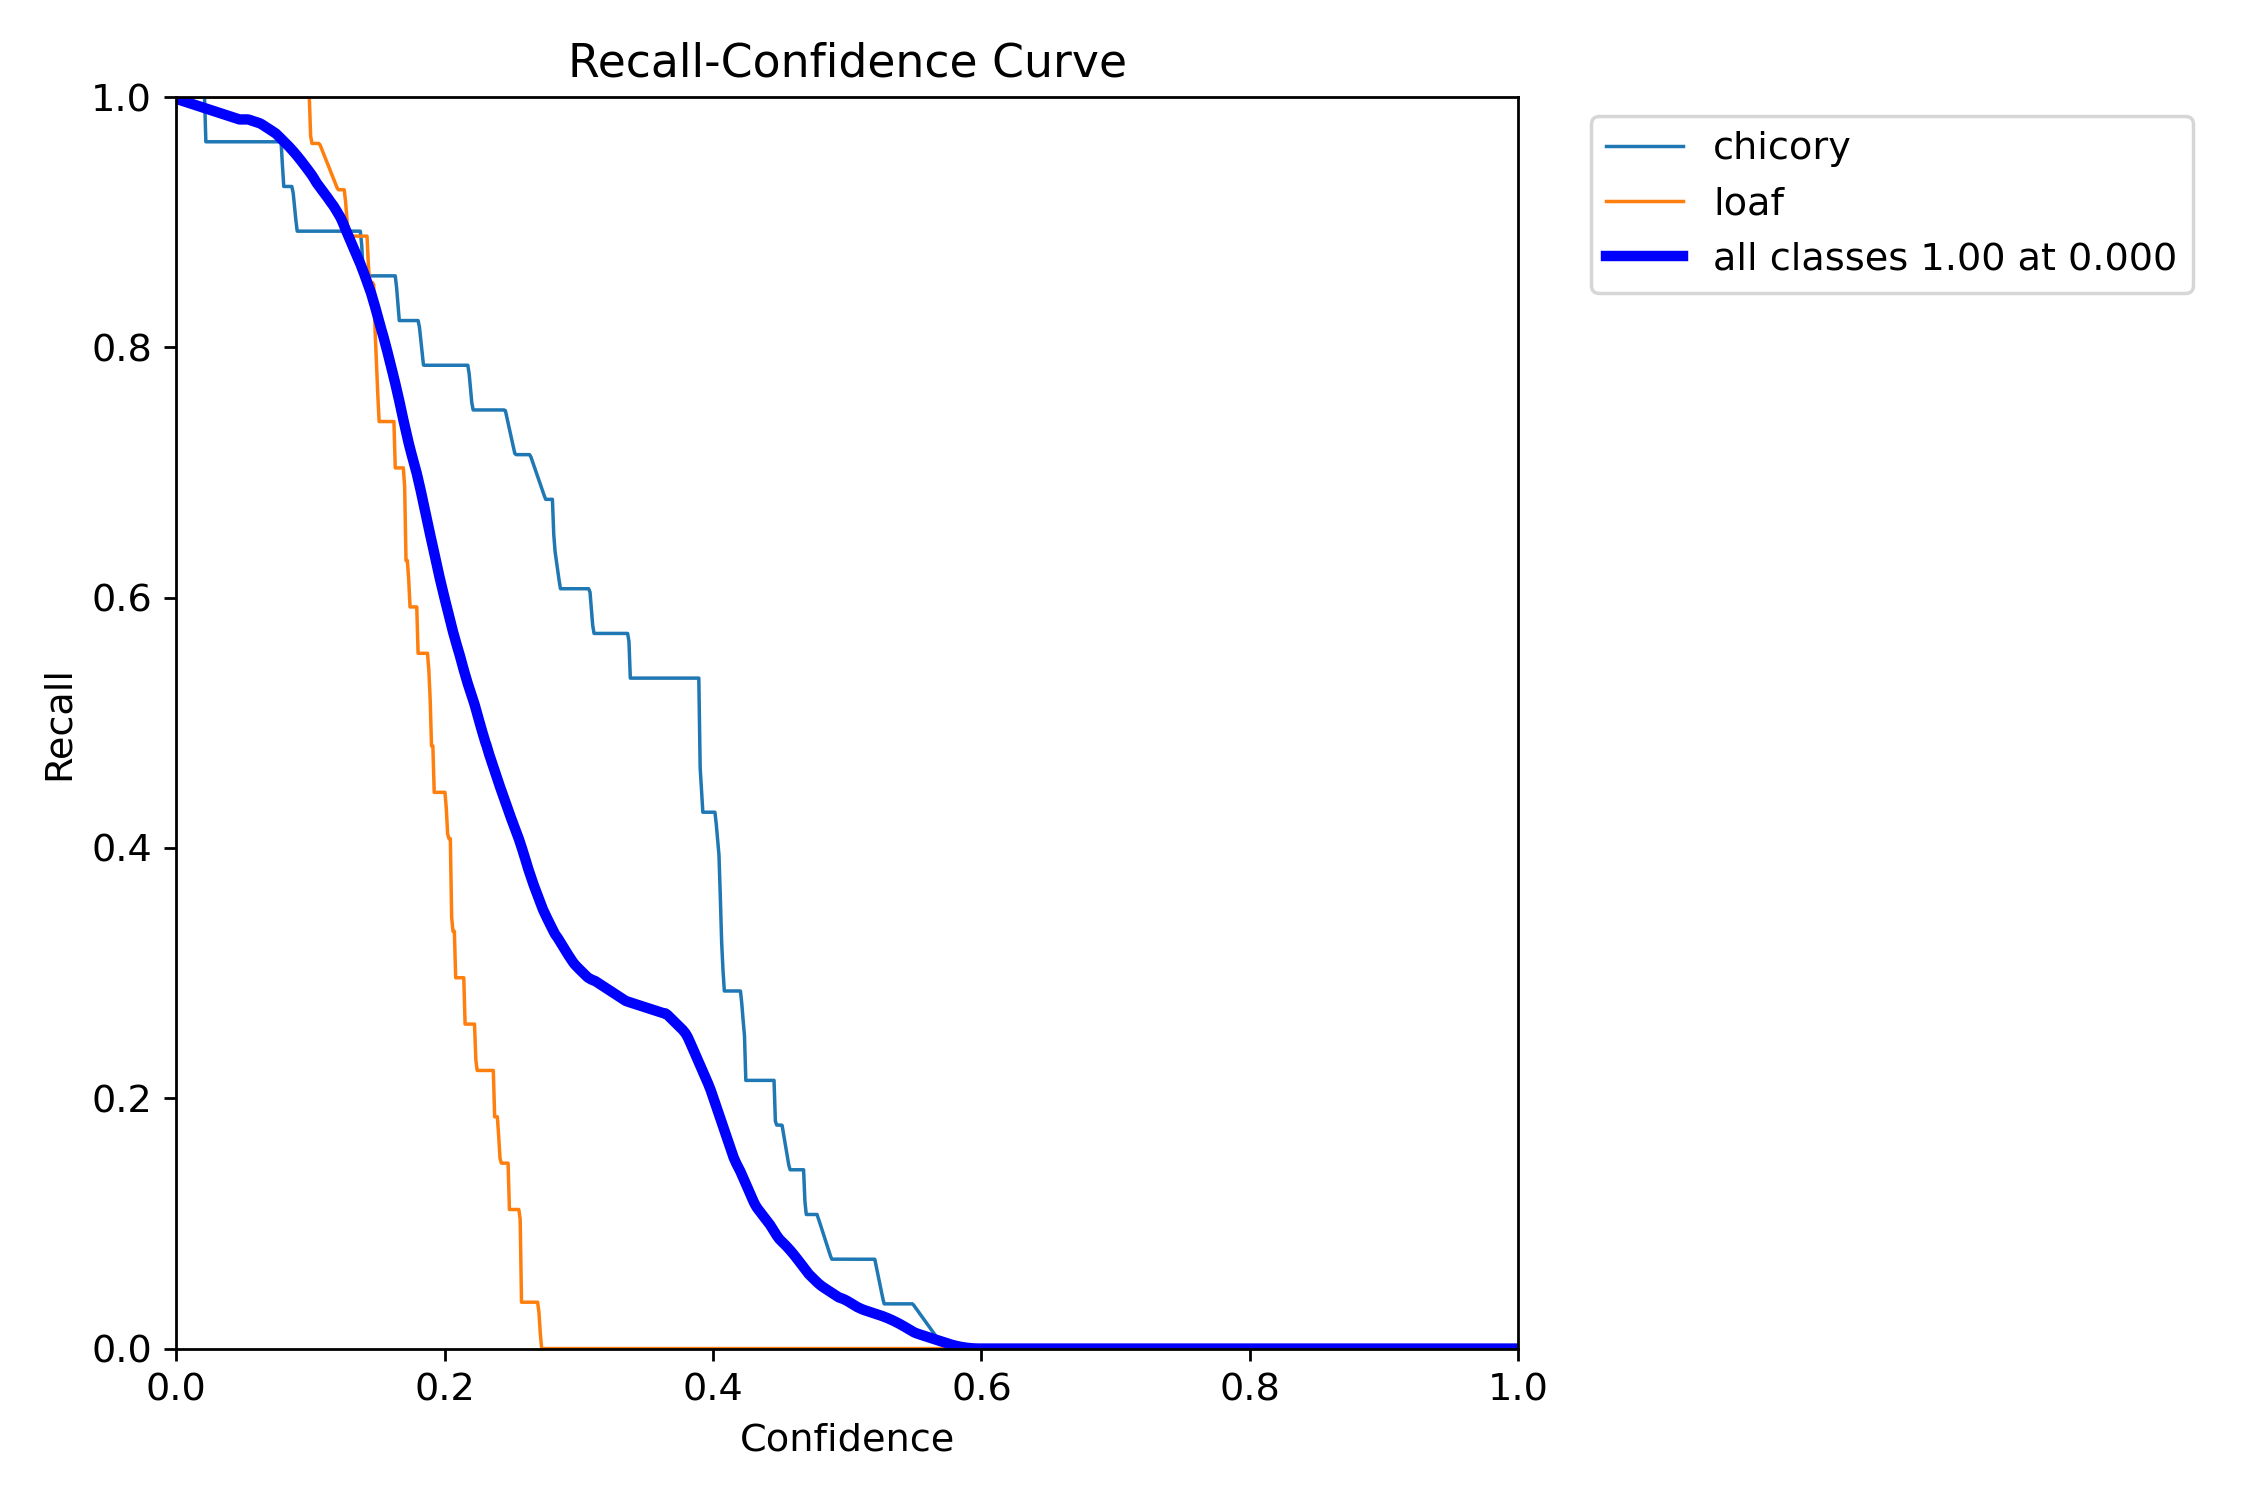 Recall-Confidence Curve
1.0
0.8
0.6
0.4
0.2
0.0
Recall
0.0 0.2 0.4 0.6 0.8 1.0
Confidence
chicory
loaf
all classes 1.00 at 0.000